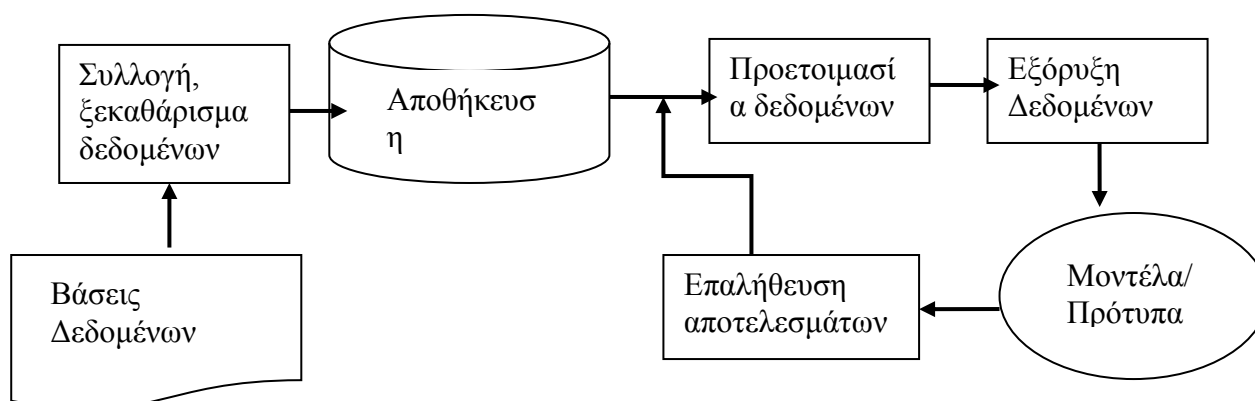 Συλλογή,
ξεκαθάρισμα
δεδομένων
Αποθήκευσ
η
Προετοιμασί
α δεδομένων
Εξόρυξη
Δεδομένων
Βάσεις
Δεδομένων
Επαλήθευση
αποτελεσμάτων
Μοντέλα/
Πρότυπα